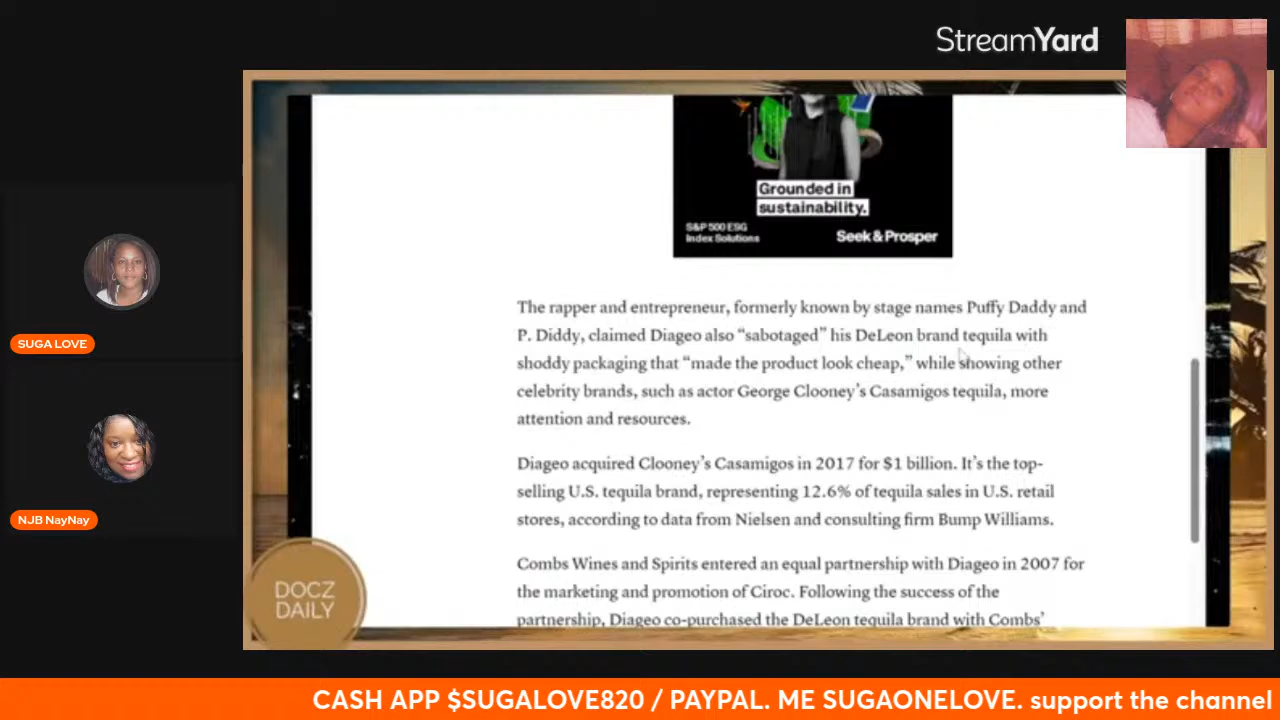 StreamYard
Grounded in
sustainability.
S&P 500 ESG
Index Solutions
Seek & Prosper
The rapper and entrepreneur, formerly known by stage names Puffy Daddy and
P. Diddy, claimed Diageo also “sabotaged” his DeLeon brand tequila with
shoddy packaging that “made the product look cheap,” while showing other
celebrity brands, such as actor George Clooney’s Casamigos tequila, more
attention and resources.
Diageo acquired Clooney’s Casamigos in 2017 for $1 billion. It’s the top-
selling U.S. tequila brand, representing 12.6% of tequila sales in U.S. retail
stores, according to data from Nielsen and consulting firm Bump Williams.
Combs Wines and Spirits entered an equal partnership with Diageo in 2007 for
the marketing and promotion of Ciroc. Following the success of the
partnership, Diageo co-purchased the DeLeon tequila brand with Combs’
SUGA LOVE
NJB NayNay
DOCZ
DAILY
CASH APP $SUGALOVE820 / PAYPAL. ME SUGAONELOVE. support the channel